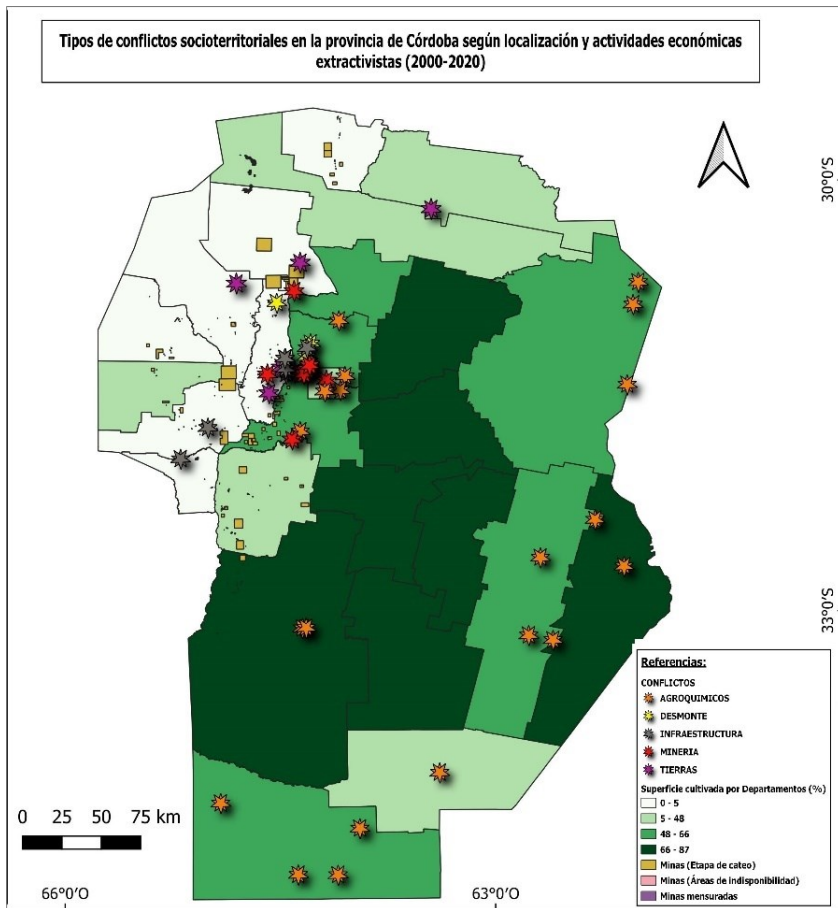 Tipos de conflictos socioterritoriales en la provincia de Córdoba según localización y actividades económicas
extractivistas (2000-2020)
30°0'S
33°0'S
Referencias:
CONFLICTOS
AGROQUIMICOS
DESMONTE
INFRAESTRUCTURA
MINERIA
TIERRAS
Superficie cultivada por Departamentos (%)
0 - 5
5 - 48
48 - 66
66 - 87
Minas (Etapa de cateo)
Minas (Áreas de indisponibilidad)
Minas mensuradas
0 25 50 75 km
66°0'O
63°0'O